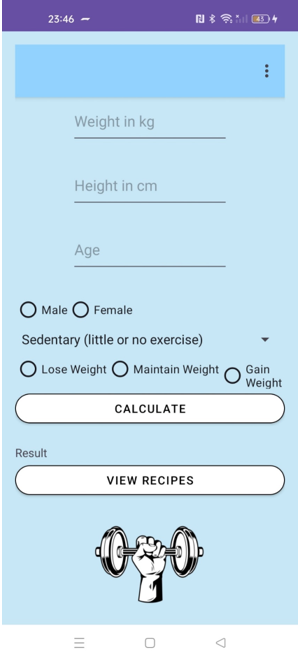 23:46
45
Weight in kg
Height in cm
Age
Male Female
Sedentary (little or no exercise)
Lose Weight Maintain Weight Gain Weight
CALCULATE
Result
VIEW RECIPES